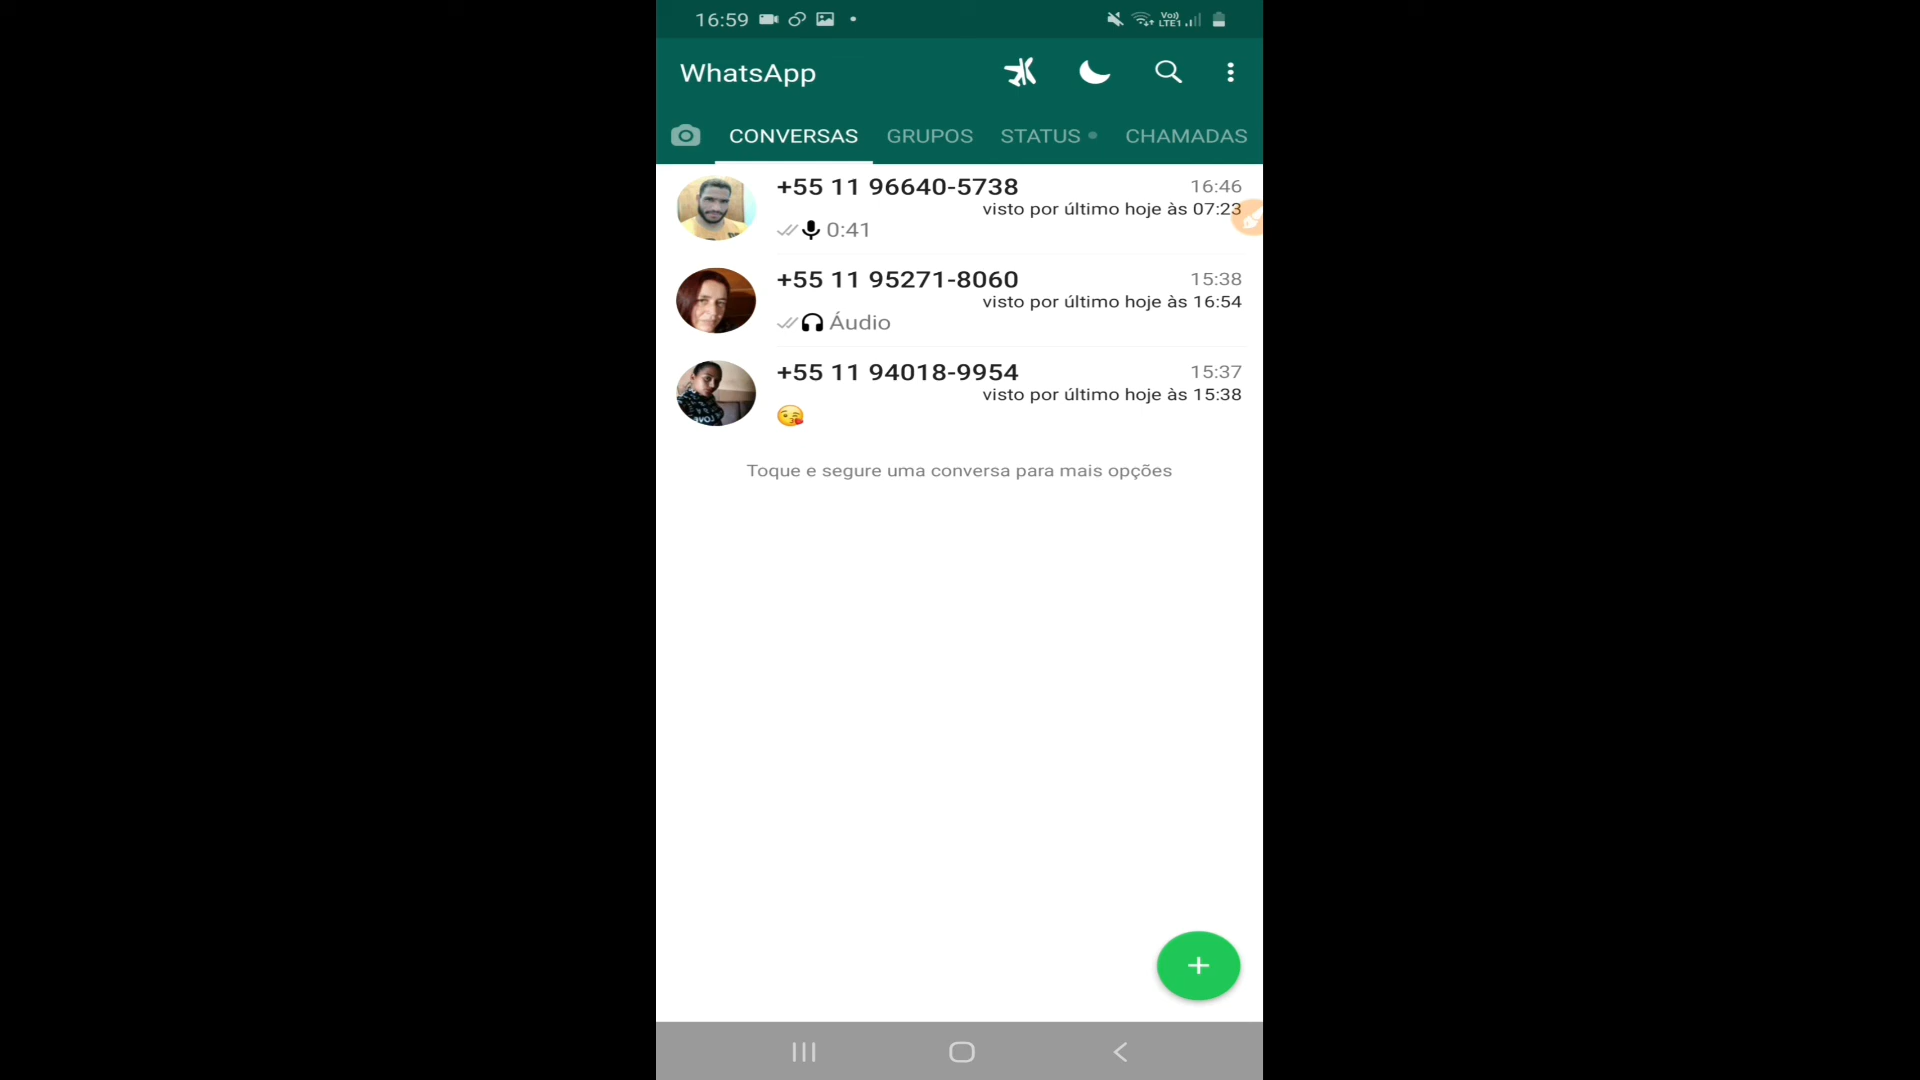 16:59
Vo)) LTE1
WhatsApp
CONVERSAS GRUPOS STATUS CHAMADAS
+55 11 96640-5738 16:46
visto por último hoje às 07:23
0:41
+55 11 95271-8060 15:38
visto por último hoje às 16:54
Áudio
+55 11 94018-9954 15:37
visto por último hoje às 15:38
Toque e segure uma conversa para mais opções